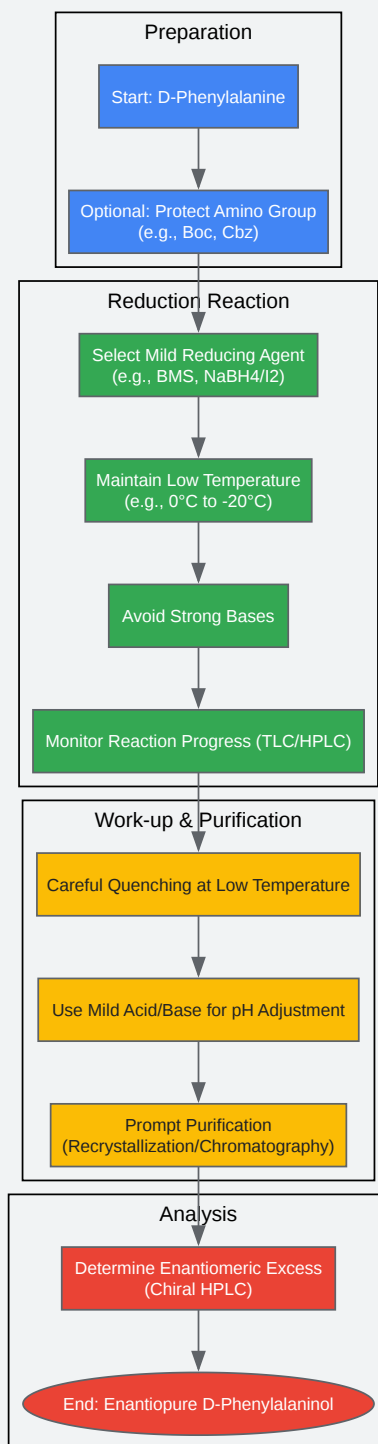 Preparation
Start: D-Phenylalanine
Optional: Protect Amino Group
(e.g., Boc, Cbz)
Reduction Reaction
Select Mild Reducing Agent
(e.g., BMS, NaBH4/I2)
Maintain Low Temperature
(e.g., 0°C to -20°C)
Avoid Strong Bases
Monitor Reaction Progress (TLC/HPLC)
Work-up & Purification
Careful Quenching at Low Temperature
Use Mild Acid/Base for pH Adjustment
Prompt Purification
(Recrystallization/Chromatography)
Analysis
Determine Enantiomeric Excess
(Chiral HPLC)
End: Enantiopure D-Phenylalaninol